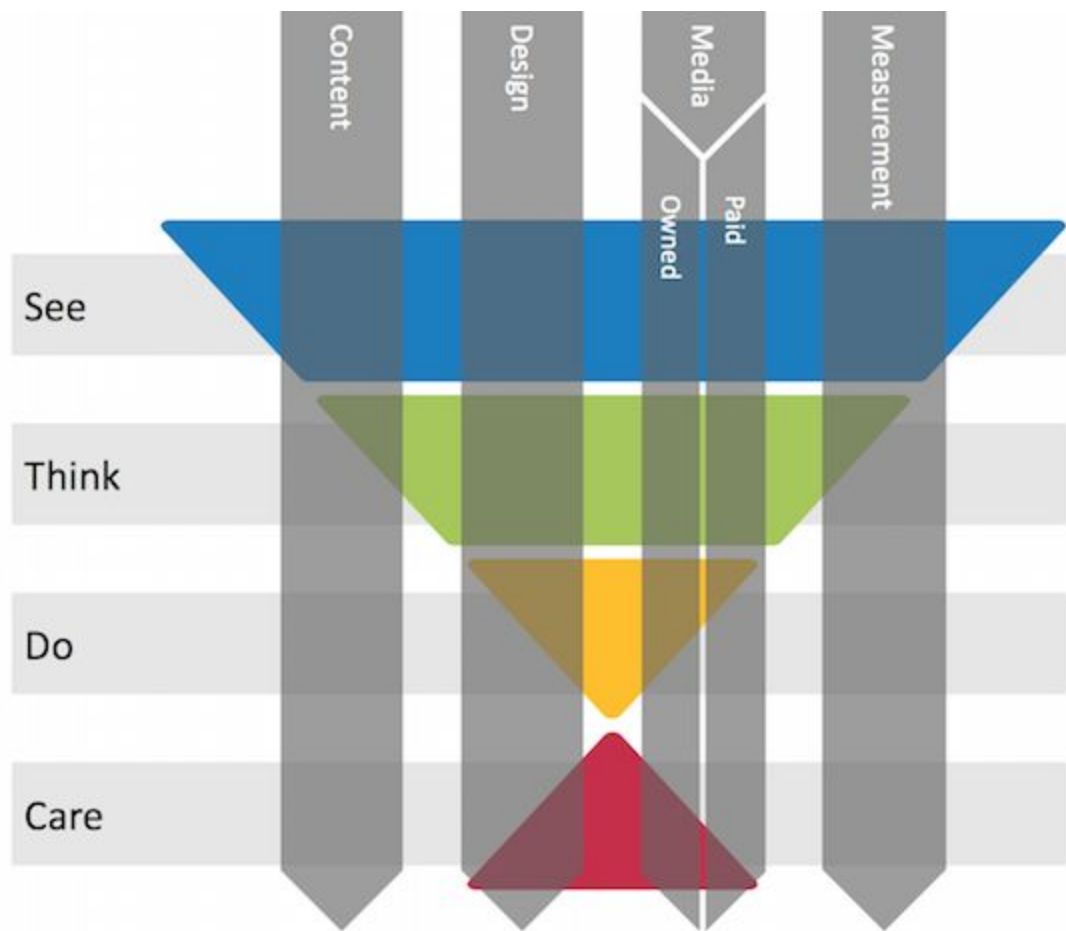 Content
Design
Media
Owned
Paid
Measurement
See
Think
Do
Care